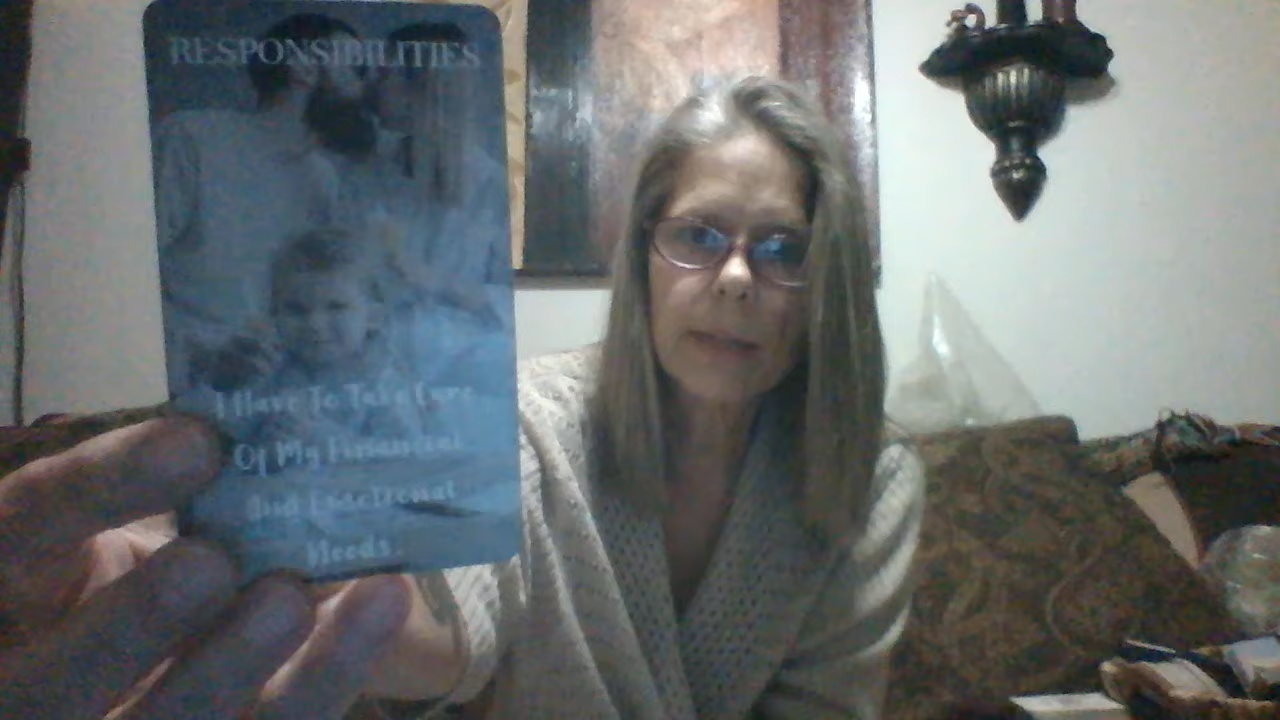 RESPONSIBILITIES
I Have To Take Care
Of My Financial
And Emotional
Needs.